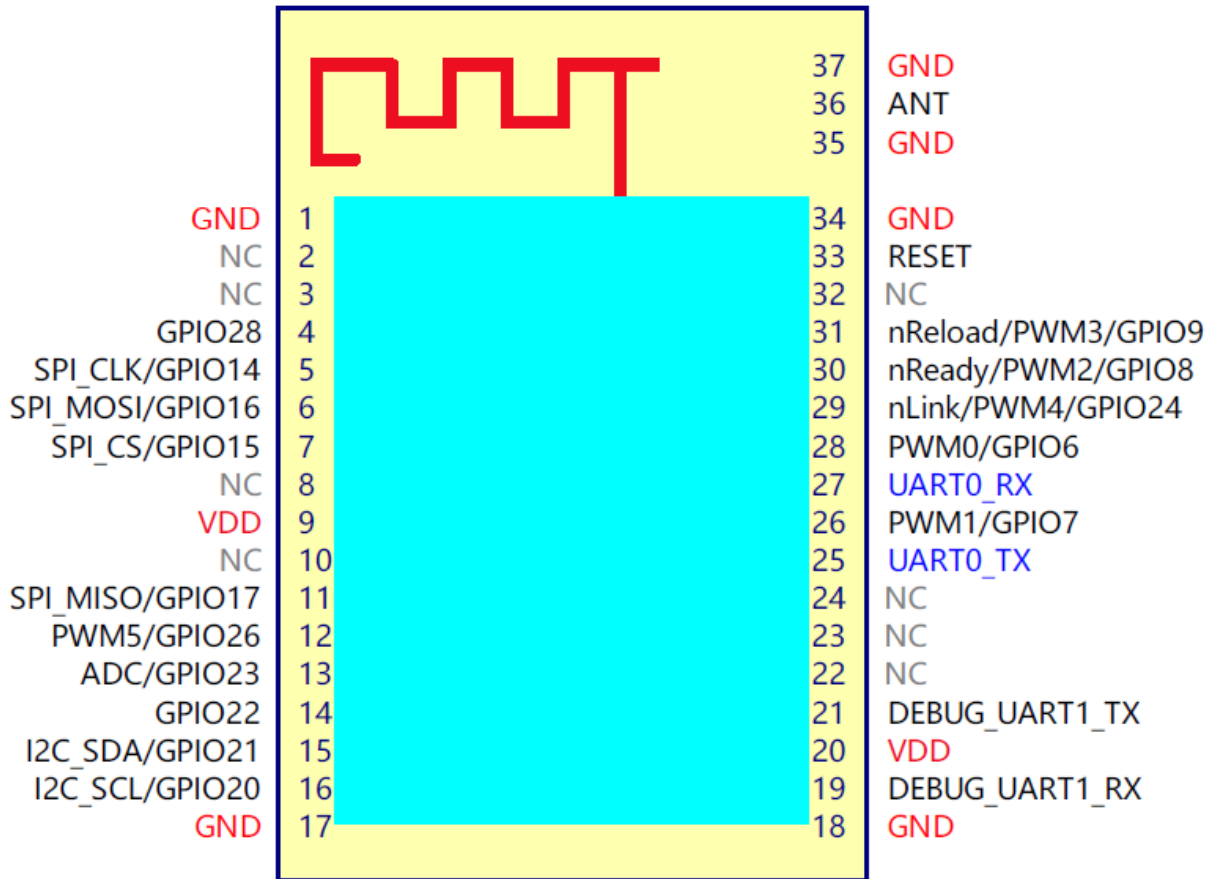 37 GND
36 ANT
35 GND
GND 1 34 GND
NC 2 33 RESET
NC 3 32 NC
GPIO28 4 31 nReload/PWM3/GPIO9
SPI_CLK/GPIO14 5 30 nReady/PWM2/GPIO8
SPI_MOSI/GPIO16 6 29 nLink/PWM4/GPIO24
SPI_CS/GPIO15 7 28 PWM0/GPIO6
NC 8 27 UART0_RX
VDD 9 26 PWM1/GPIO7
NC 10 25 UART0_TX
SPI_MISO/GPIO17 11 24 NC
PWM5/GPIO26 12 23 NC
ADC/GPIO23 13 22 NC
GPIO22 14 21 DEBUG_UART1_TX
I2C_SDA/GPIO21 15 20 VDD
I2C_SCL/GPIO20 16 19 DEBUG_UART1_RX
GND 17 18 GND